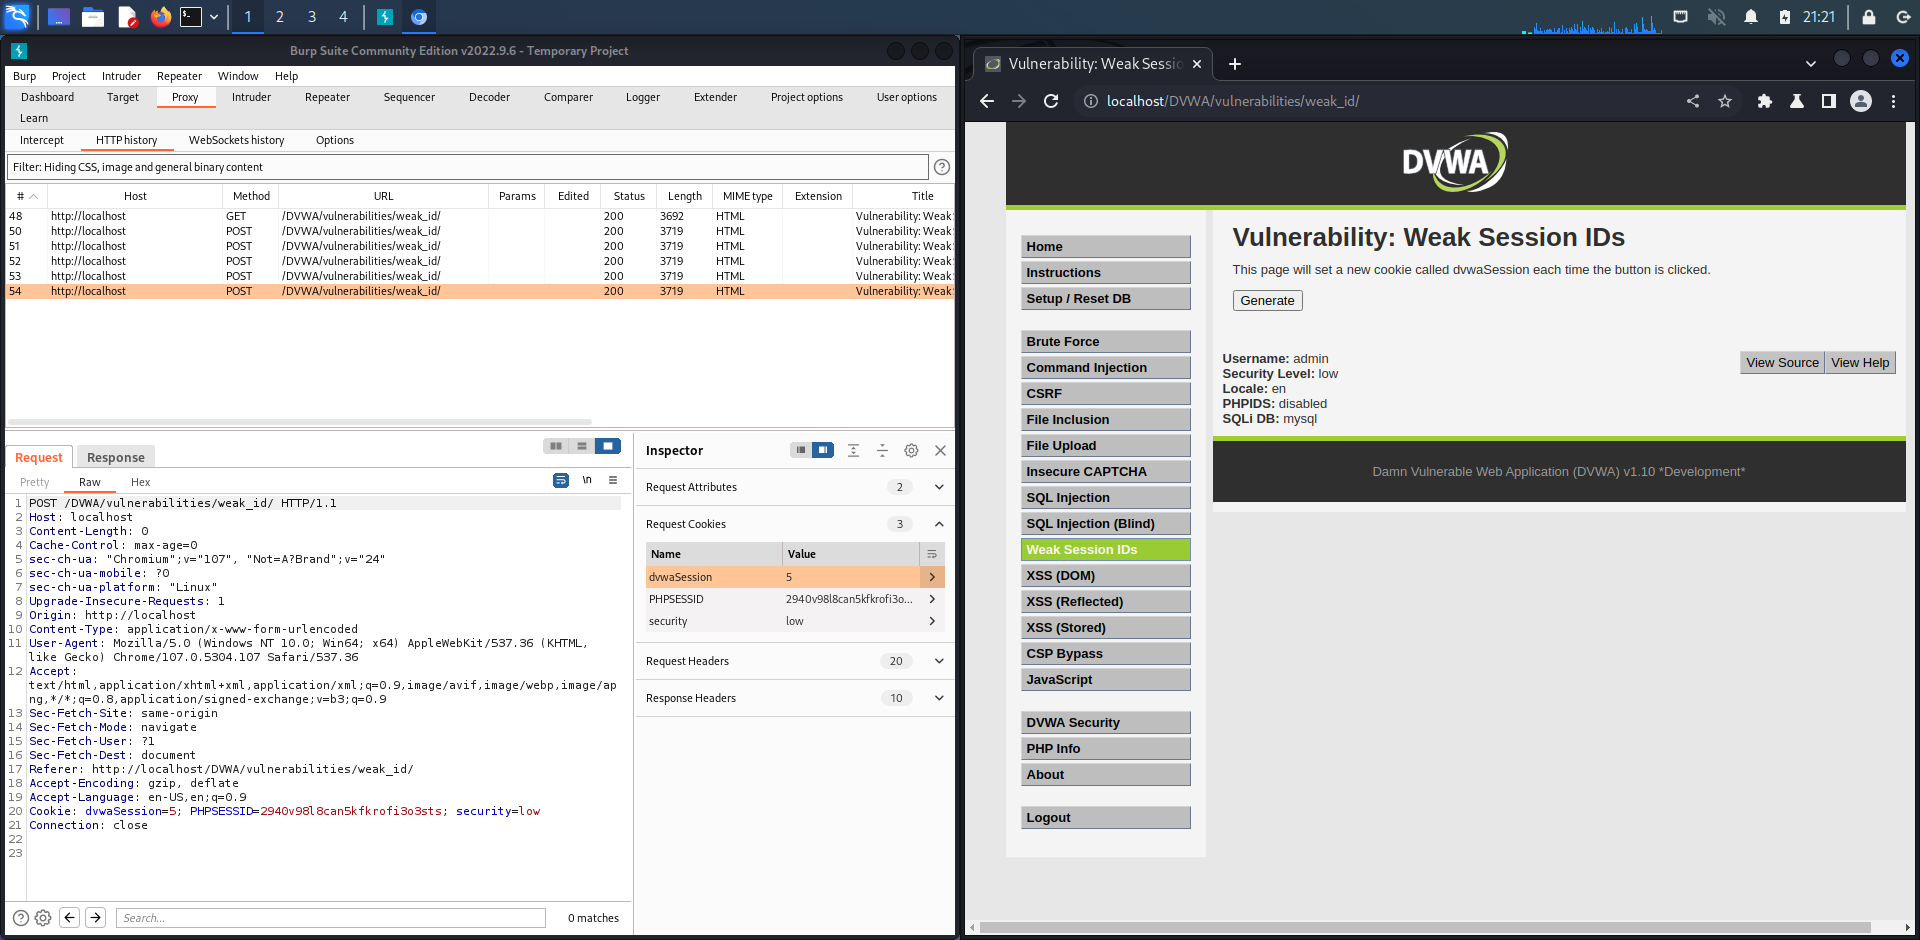 1 2 3 4
21:21
Burp Suite Community Edition v2022.9.6 - Temporary Project
Burp Project Intruder Repeater Window Help
Dashboard Target Proxy Intruder Repeater Sequencer Decoder Comparer Logger Extender Project options User options
Learn
Intercept HTTP history WebSockets history Options
Filter: Hiding CSS, image and general binary content
# Host Method URL Params Edited Status Length MIME type Extension Title
48 http://localhost GET /DVWA/vulnerabilities/weak_id/ 200 3692 HTML Vulnerability: Weak
50 http://localhost POST /DVWA/vulnerabilities/weak_id/ 200 3719 HTML Vulnerability: Weak
51 http://localhost POST /DVWA/vulnerabilities/weak_id/ 200 3719 HTML Vulnerability: Weak
52 http://localhost POST /DVWA/vulnerabilities/weak_id/ 200 3719 HTML Vulnerability: Weak
53 http://localhost POST /DVWA/vulnerabilities/weak_id/ 200 3719 HTML Vulnerability: Weak
54 http://localhost POST /DVWA/vulnerabilities/weak_id/ 200 3719 HTML Vulnerability: Weak
Request Response
Pretty Raw Hex
\n
1 POST /DVWA/vulnerabilities/weak_id/ HTTP/1.1
2 Host: localhost
3 Content-Length: 0
4 Cache-Control: max-age=0
5 sec-ch-ua: "Chromium";v="107", "Not=A?Brand";v="24"
6 sec-ch-ua-mobile: ?0
7 sec-ch-ua-platform: "Linux"
8 Upgrade-Insecure-Requests: 1
9 Origin: http://localhost
10 Content-Type: application/x-www-form-urlencoded
11 User-Agent: Mozilla/5.0 (Windows NT 10.0; Win64; x64) AppleWebKit/537.36 (KHTML,
like Gecko) Chrome/107.0.5304.107 Safari/537.36
12 Accept:
text/html,application/xhtml+xml,application/xml;q=0.9,image/avif,image/webp,image/ap
ng,*/*;q=0.8,application/signed-exchange;v=b3;q=0.9
13 Sec-Fetch-Site: same-origin
14 Sec-Fetch-Mode: navigate
15 Sec-Fetch-User: ?1
16 Sec-Fetch-Dest: document
17 Referer: http://localhost/DVWA/vulnerabilities/weak_id/
18 Accept-Encoding: gzip, deflate
19 Accept-Language: en-US,en;q=0.9
20 Cookie: dvwaSession=5; PHPSESSID=2940v98l8can5kfkrofi3o3sts; security=low
21 Connection: close
22
23
Search...
0 matches
Inspector
Request Attributes 2
Request Cookies 3
Name Value
dvwaSession 5
PHPSESSID 2940v98l8can5kfkrofi3o...
security low
Request Headers 20
Response Headers 10
Vulnerability: Weak Sessio
localhost/DVWA/vulnerabilities/weak_id/
DVWA
Home
Instructions
Setup / Reset DB
Brute Force
Command Injection
CSRF
File Inclusion
File Upload
Insecure CAPTCHA
SQL Injection
SQL Injection (Blind)
Weak Session IDs
XSS (DOM)
XSS (Reflected)
XSS (Stored)
CSP Bypass
JavaScript
DVWA Security
PHP Info
About
Logout
Vulnerability: Weak Session IDs
This page will set a new cookie called dvwaSession each time the button is clicked.
Generate
Username: admin
Security Level: low
Locale: en
PHPIDS: disabled
SQLi DB: mysql
View Source View Help
Damn Vulnerable Web Application (DVWA) v1.10 *Development*